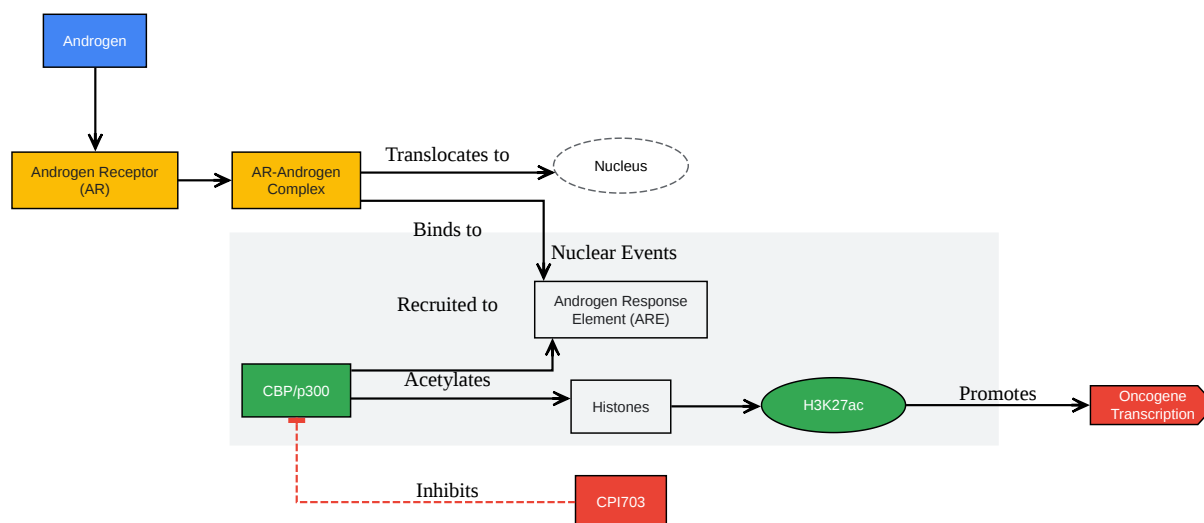 Androgen
Androgen Receptor
(AR)
AR-Androgen
Complex
Translocates to
Nucleus
Binds to
Nuclear Events
Recruited to
Androgen Response
Element (ARE)
CBP/p300
Acetylates
Histones
H3K27ac
Promotes
Oncogene
Transcription
Inhibits
CPI703